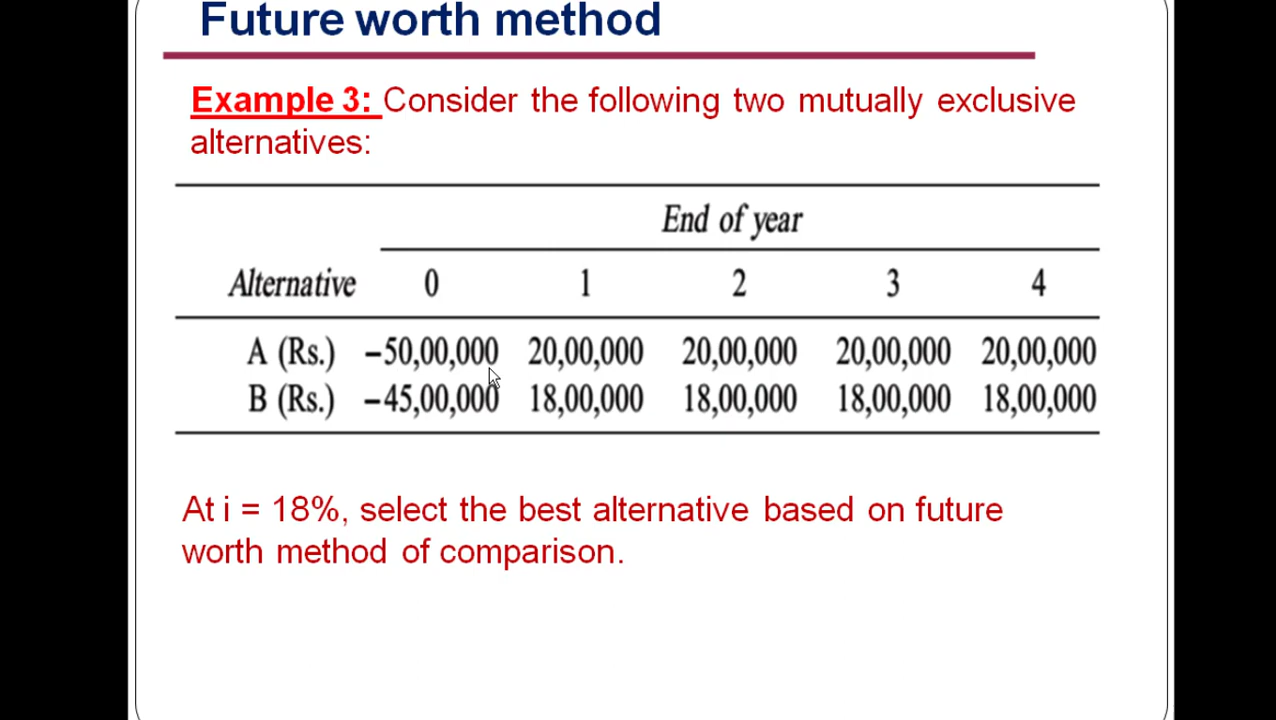 Future worth method
Example 3: Consider the following two mutually exclusive
alternatives:
End of year
Alternative 0 1 2 3 4
A (Rs.) −50,00,000 20,00,000 20,00,000 20,00,000 20,00,000
B (Rs.) −45,00,000 18,00,000 18,00,000 18,00,000 18,00,000
At i = 18%, select the best alternative based on future
worth method of comparison.